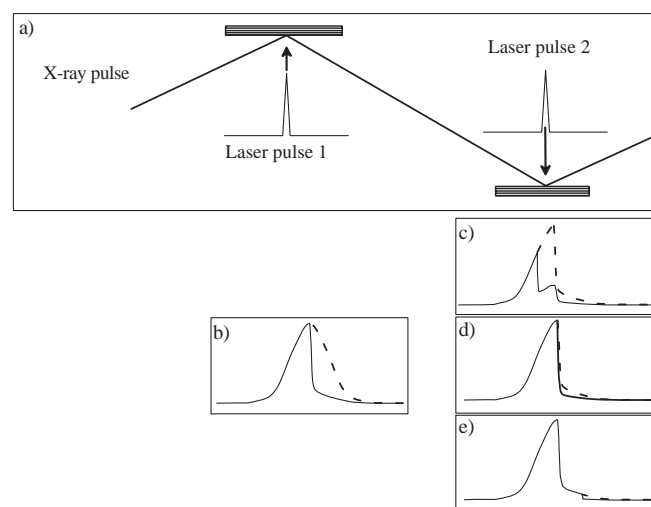 a)
Laser pulse 2
X-ray pulse
Laser pulse 1
c)
b)
d)
e)